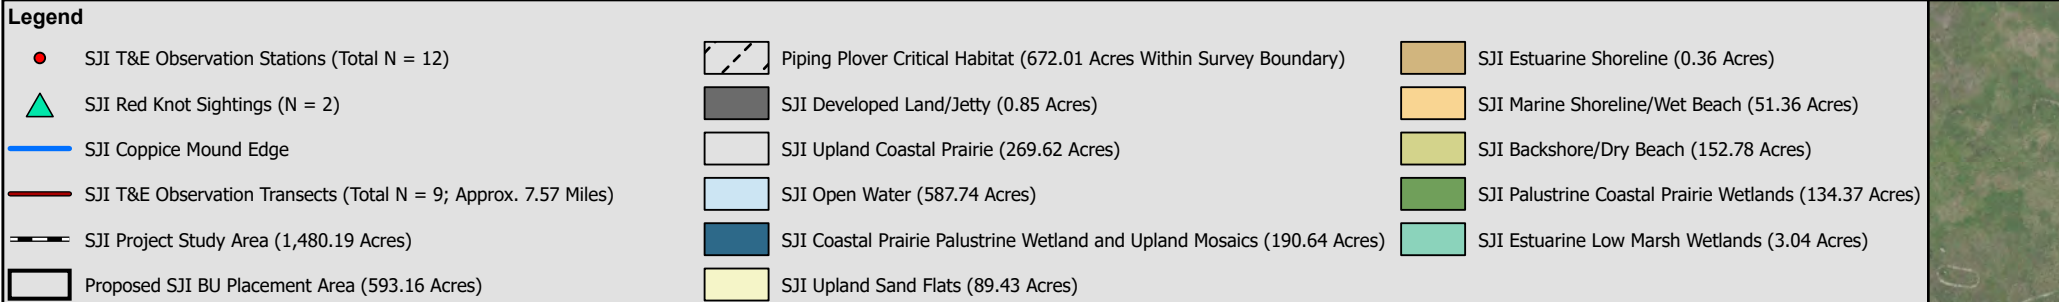 Legend
SJI T&E Observation Stations (Total N = 12)
SJI Red Knot Sightings (N = 2)
SJI Coppice Mound Edge
SJI T&E Observation Transects (Total N = 9; Approx. 7.57 Miles)
SJI Project Study Area (1,480.19 Acres)
Proposed SJI BU Placement Area (593.16 Acres)
Piping Plover Critical Habitat (672.01 Acres Within Survey Boundary)
SJI Developed Land/Jetty (0.85 Acres)
SJI Upland Coastal Prairie (269.62 Acres)
SJI Open Water (587.74 Acres)
SJI Coastal Prairie Palustrine Wetland and Upland Mosaics (190.64 Acres)
SJI Upland Sand Flats (89.43 Acres)
SJI Estuarine Shoreline (0.36 Acres)
SJI Marine Shoreline/Wet Beach (51.36 Acres)
SJI Backshore/Dry Beach (152.78 Acres)
SJI Palustrine Coastal Prairie Wetlands (134.37 Acres)
SJI Estuarine Low Marsh Wetlands (3.04 Acres)